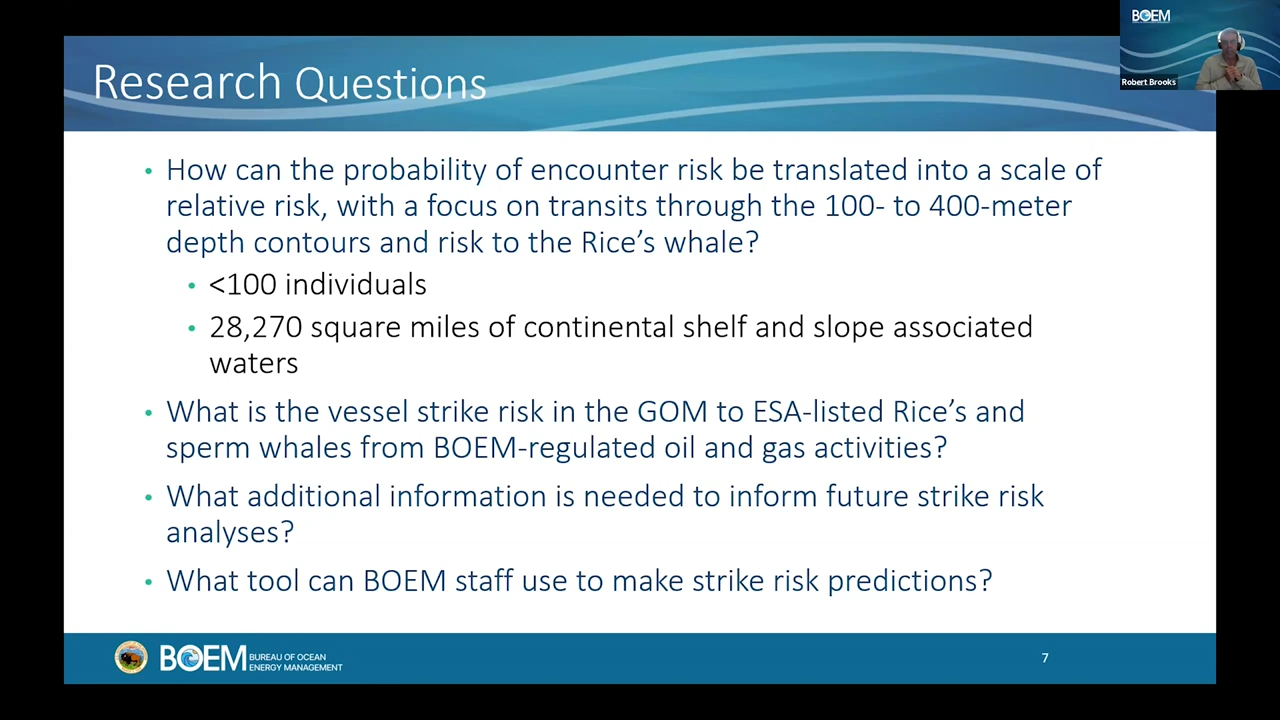 BOEM
Robert Brooks
Research Questions
• How can the probability of encounter risk be translated into a scale of
relative risk, with a focus on transits through the 100- to 400-meter
depth contours and risk to the Rice's whale?
• <100 individuals
• 28,270 square miles of continental shelf and slope associated
waters
• What is the vessel strike risk in the GOM to ESA-listed Rice's and
sperm whales from BOEM-regulated oil and gas activities?
• What additional information is needed to inform future strike risk
analyses?
• What tool can BOEM staff use to make strike risk predictions?
BOEM
BUREAU OF OCEAN
ENERGY MANAGEMENT
7